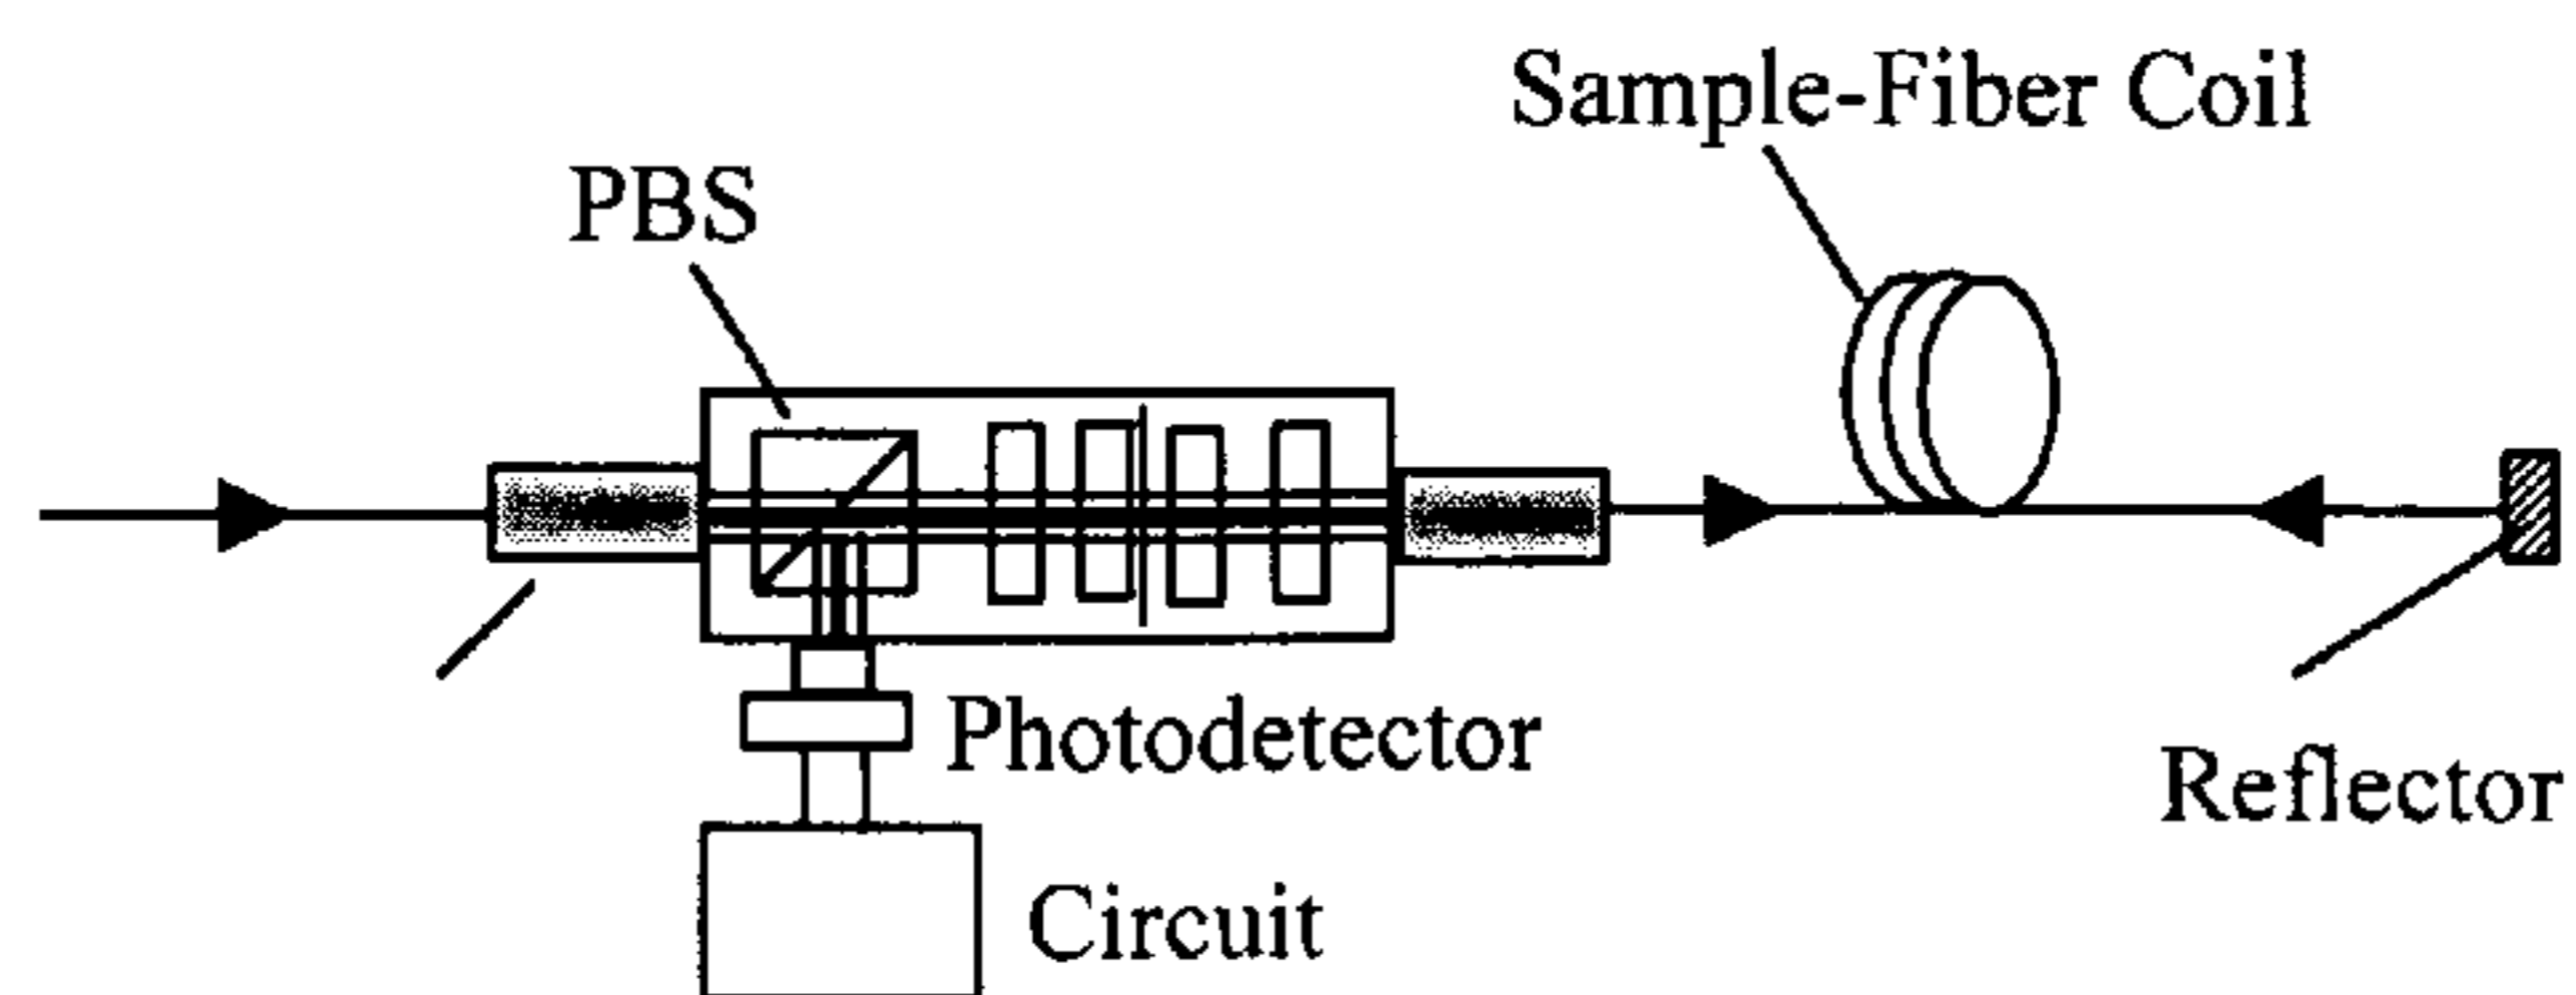 Sample-Fiber Coil
PBS
Photodetector
Reflector
Circuit